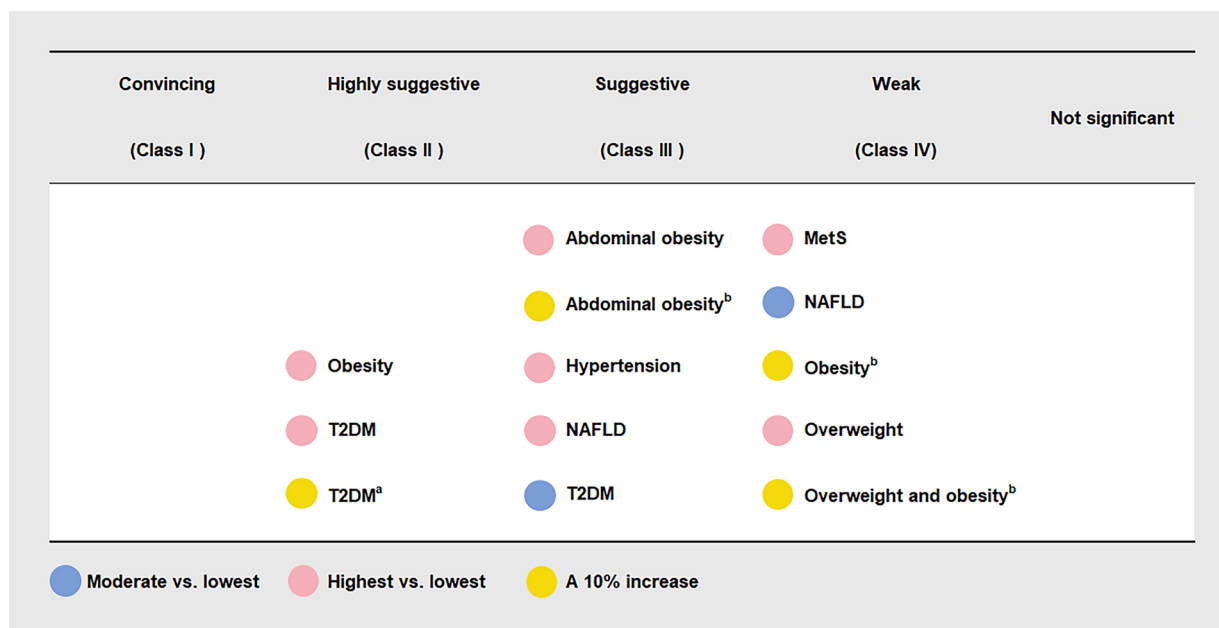 Convincing Highly suggestive Suggestive Weak
Not significant
(Class I ) (Class II ) (Class III ) (Class IV)
Abdominal obesity MetS
Abdominal obesityᵇ NAFLD
Obesity Hypertension Obesityᵇ
T2DM NAFLD Overweight
T2DMᵃ T2DM Overweight and obesityᵇ
Moderate vs. lowest Highest vs. lowest A 10% increase